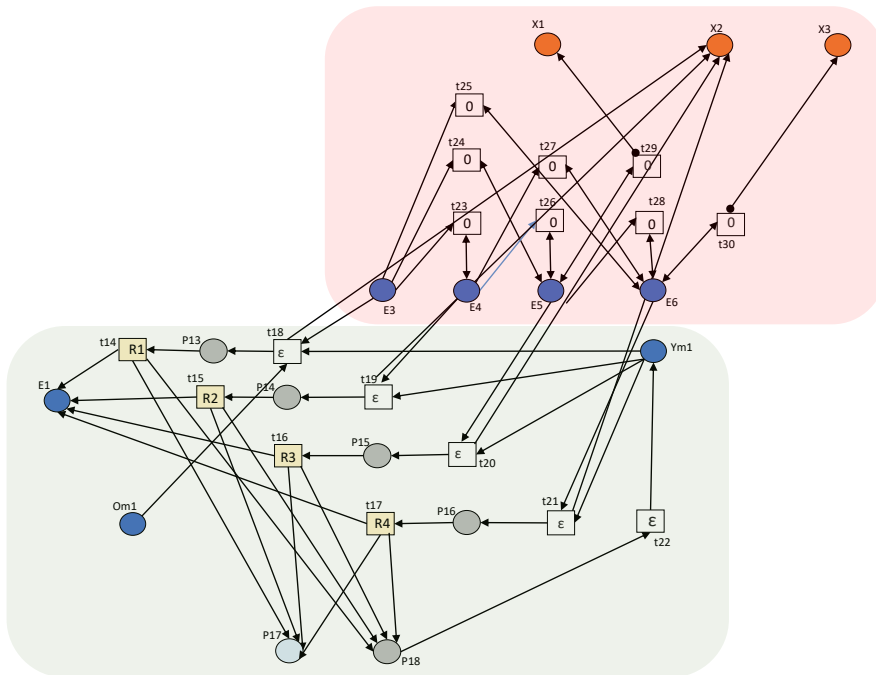 X1
X2
X3
t25
0
t24
0
t27
0
t29
0
t23
0
t26
0
t28
0
0
t30
E3
E4
E5
E6
t14
R1
P13
t18
ε
Ym1
E1
t15
R2
P14
t19
ε
t16
R3
P15
ε
t20
Om1
t17
R4
P16
t21
ε
ε
t22
P17
P18